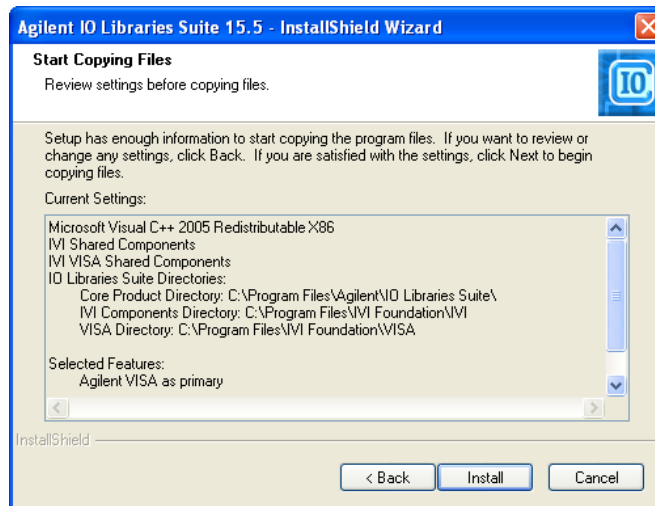 Agilent IO Libraries Suite 15.5 - InstallShield Wizard
Start Copying Files
Review settings before copying files.
IO
Setup has enough information to start copying the program files. If you want to review or
change any settings, click Back. If you are satisfied with the settings, click Next to begin
copying files.
Current Settings:
Microsoft Visual C++ 2005 Redistributable X86
IVI Shared Components
IVI VISA Shared Components
IO Libraries Suite Directories:
Core Product Directory: C:\Program Files\Agilent\IO Libraries Suite\
IVI Components Directory: C:\Program Files\IVI Foundation\IVI
VISA Directory: C:\Program Files\IVI Foundation\VISA
Selected Features:
Agilent VISA as primary
InstallShield
< Back
Install
Cancel